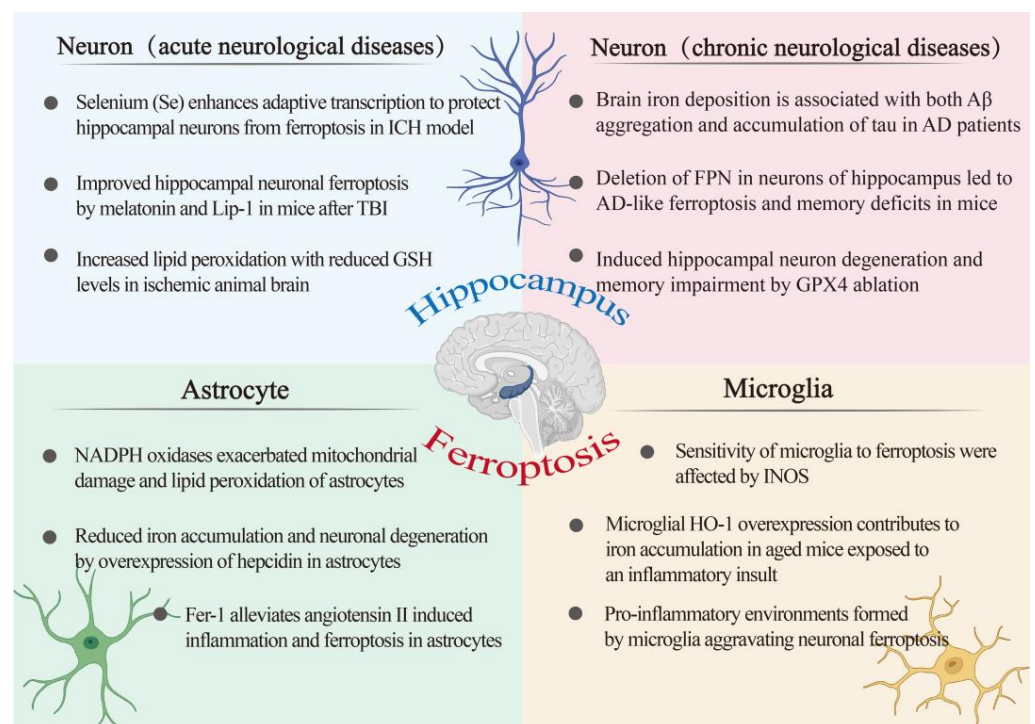 Neuron（acute neurological diseases）
● Selenium (Se) enhances adaptive transcription to protect
hippocampal neurons from ferroptosis in ICH model
● Improved hippocampal neuronal ferroptosis
by melatonin and Lip-1 in mice after TBI
● Increased lipid peroxidation with reduced GSH
levels in ischemic animal brain
Neuron（chronic neurological diseases）
● Brain iron deposition is associated with both Aβ
aggregation and accumulation of tau in AD patients
● Deletion of FPN in neurons of hippocampus led to
AD-like ferroptosis and memory deficits in mice
● Induced hippocampal neuron degeneration and
memory impairment by GPX4 ablation
Hippocampus
Ferroptosis
Astrocyte
● NADPH oxidases exacerbated mitochondrial
damage and lipid peroxidation of astrocytes
● Reduced iron accumulation and neuronal degeneration
by overexpression of hepcidin in astrocytes
● Fer-1 alleviates angiotensin II induced
inflammation and ferroptosis in astrocytes
Microglia
● Sensitivity of microglia to ferroptosis were
affected by INOS
● Microglial HO-1 overexpression contributes to
iron accumulation in aged mice exposed to
an inflammatory insult
● Pro-inflammatory environments formed
by microglia aggravating neuronal ferroptosis